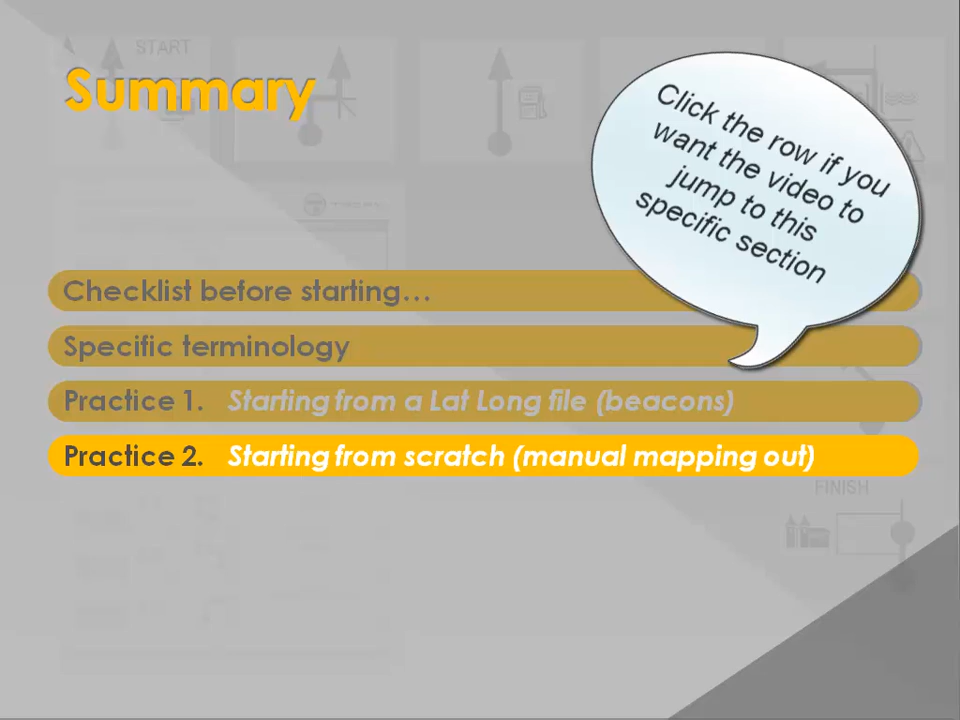 START
Summary
Click the row if you
want the video to
jump to this
specific section
Checklist before starting…
Specific terminology
Practice 1. Starting from a Lat Long file (beacons)
Practice 2. Starting from scratch (manual mapping out)
FINISH